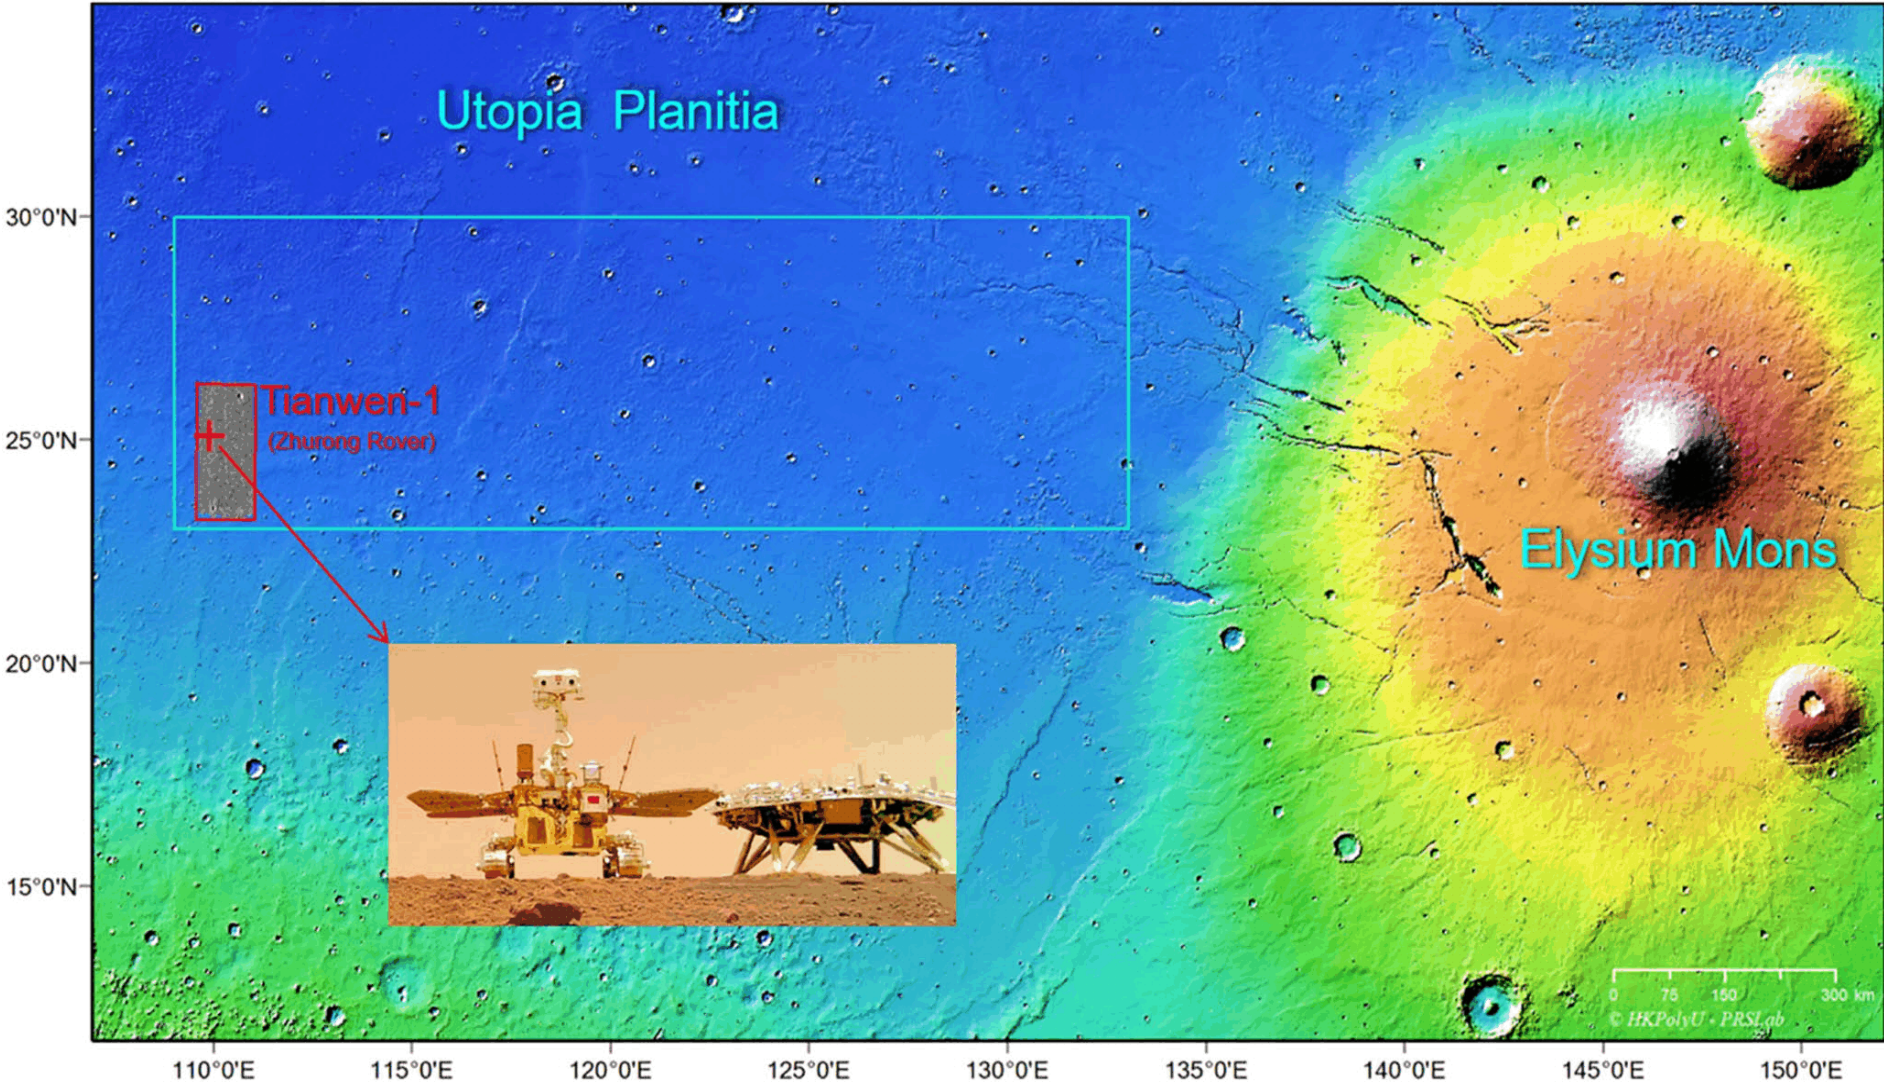 Utopia Planitia
30°0'N
Tianwen-1
(Zhurong Rover)
25°0'N
Elysium Mons
20°0'N
15°0'N
0 75 150 300 km
© HKPolyU • PRSLab
110°0'E 115°0'E 120°0'E 125°0'E 130°0'E 135°0'E 140°0'E 145°0'E 150°0'E